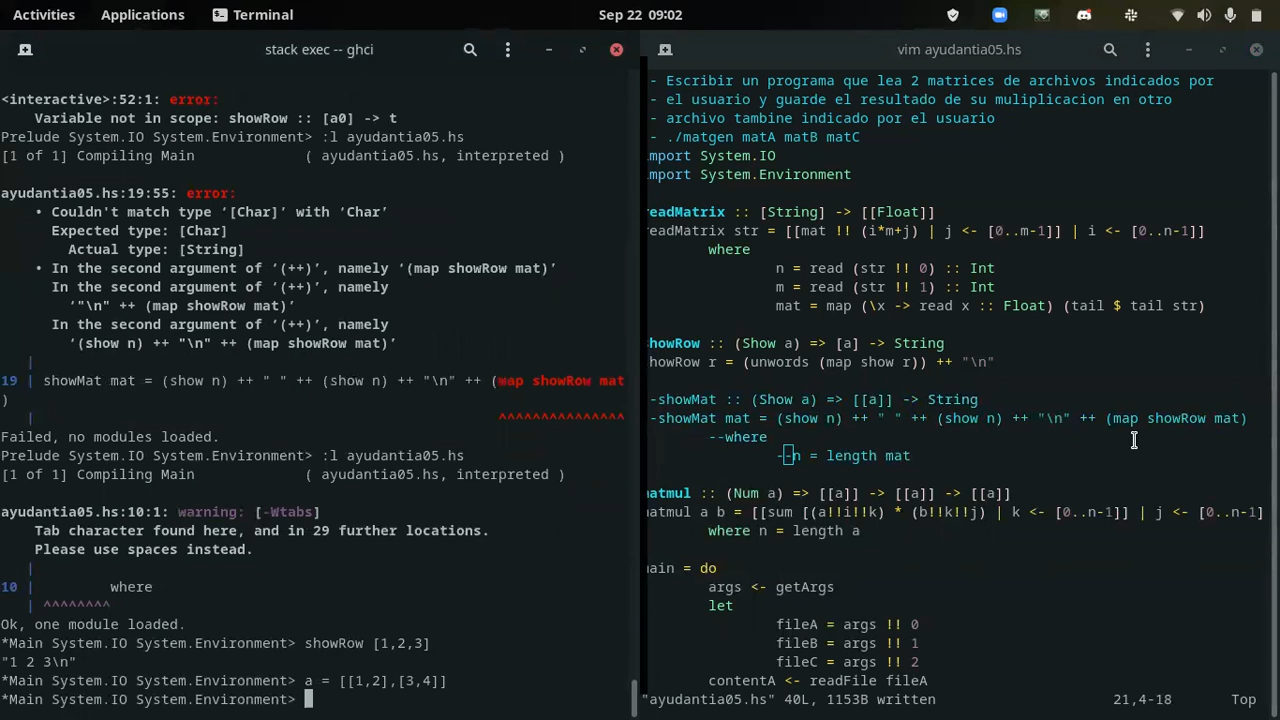 Activities Applications Terminal Sep 22 09:02
stack exec -- ghci
<interactive>:52:1: error:
    Variable not in scope: showRow :: [a0] -> t
Prelude System.IO System.Environment> :l ayudantia05.hs
[1 of 1] Compiling Main             ( ayudantia05.hs, interpreted )
ayudantia05.hs:19:55: error:
    • Couldn't match type ‘[Char]’ with ‘Char’
      Expected type: [Char]
        Actual type: [String]
    • In the second argument of ‘(++)’, namely ‘(map showRow mat)’
      In the second argument of ‘(++)’, namely
        ‘"\n" ++ (map showRow mat)’
      In the second argument of ‘(++)’, namely
        ‘(show n) ++ "\n" ++ (map showRow mat)’
   |
19 | showMat mat = (show n) ++ " " ++ (show n) ++ "\n" ++ (map showRow mat
)
   |                                                       ^^^^^^^^^^^^^^^
Failed, no modules loaded.
Prelude System.IO System.Environment> :l ayudantia05.hs
[1 of 1] Compiling Main             ( ayudantia05.hs, interpreted )
ayudantia05.hs:10:1: warning: [-Wtabs]
    Tab character found here, and in 29 further locations.
    Please use spaces instead.
   |
10 |         where
   | ^^^^^^^^
Ok, one module loaded.
*Main System.IO System.Environment> showRow [1,2,3]
"1 2 3\n"
*Main System.IO System.Environment> a = [[1,2],[3,4]]
*Main System.IO System.Environment>
vim ayudantia05.hs
- Escribir un programa que lea 2 matrices de archivos indicados por
- el usuario y guarde el resultado de su muliplicacion en otro
- archivo tambine indicado por el usuario
- ./matgen matA matB matC
import System.IO
import System.Environment
readMatrix :: [String] -> [[Float]]
readMatrix str = [[mat !! (i*m+j) | j <- [0..m-1]] | i <- [0..n-1]]
        where
                n = read (str !! 0) :: Int
                m = read (str !! 1) :: Int
                mat = map (\x -> read x :: Float) (tail $ tail str)
showRow :: (Show a) => [a] -> String
showRow r = (unwords (map show r)) ++ "\n"
-showMat :: (Show a) => [[a]] -> String
-showMat mat = (show n) ++ " " ++ (show n) ++ "\n" ++ (map showRow mat)
        --where
                --n = length mat
matmul :: (Num a) => [[a]] -> [[a]] -> [[a]]
matmul a b = [[sum [(a!!i!!k) * (b!!k!!j) | k <- [0..n-1]] | j <- [0..n-1]
        where n = length a
main = do
        args <- getArgs
        let
                fileA = args !! 0
                fileB = args !! 1
                fileC = args !! 2
        contentA <- readFile fileA
"ayudantia05.hs" 40L, 1153B written 21,4-18 Top